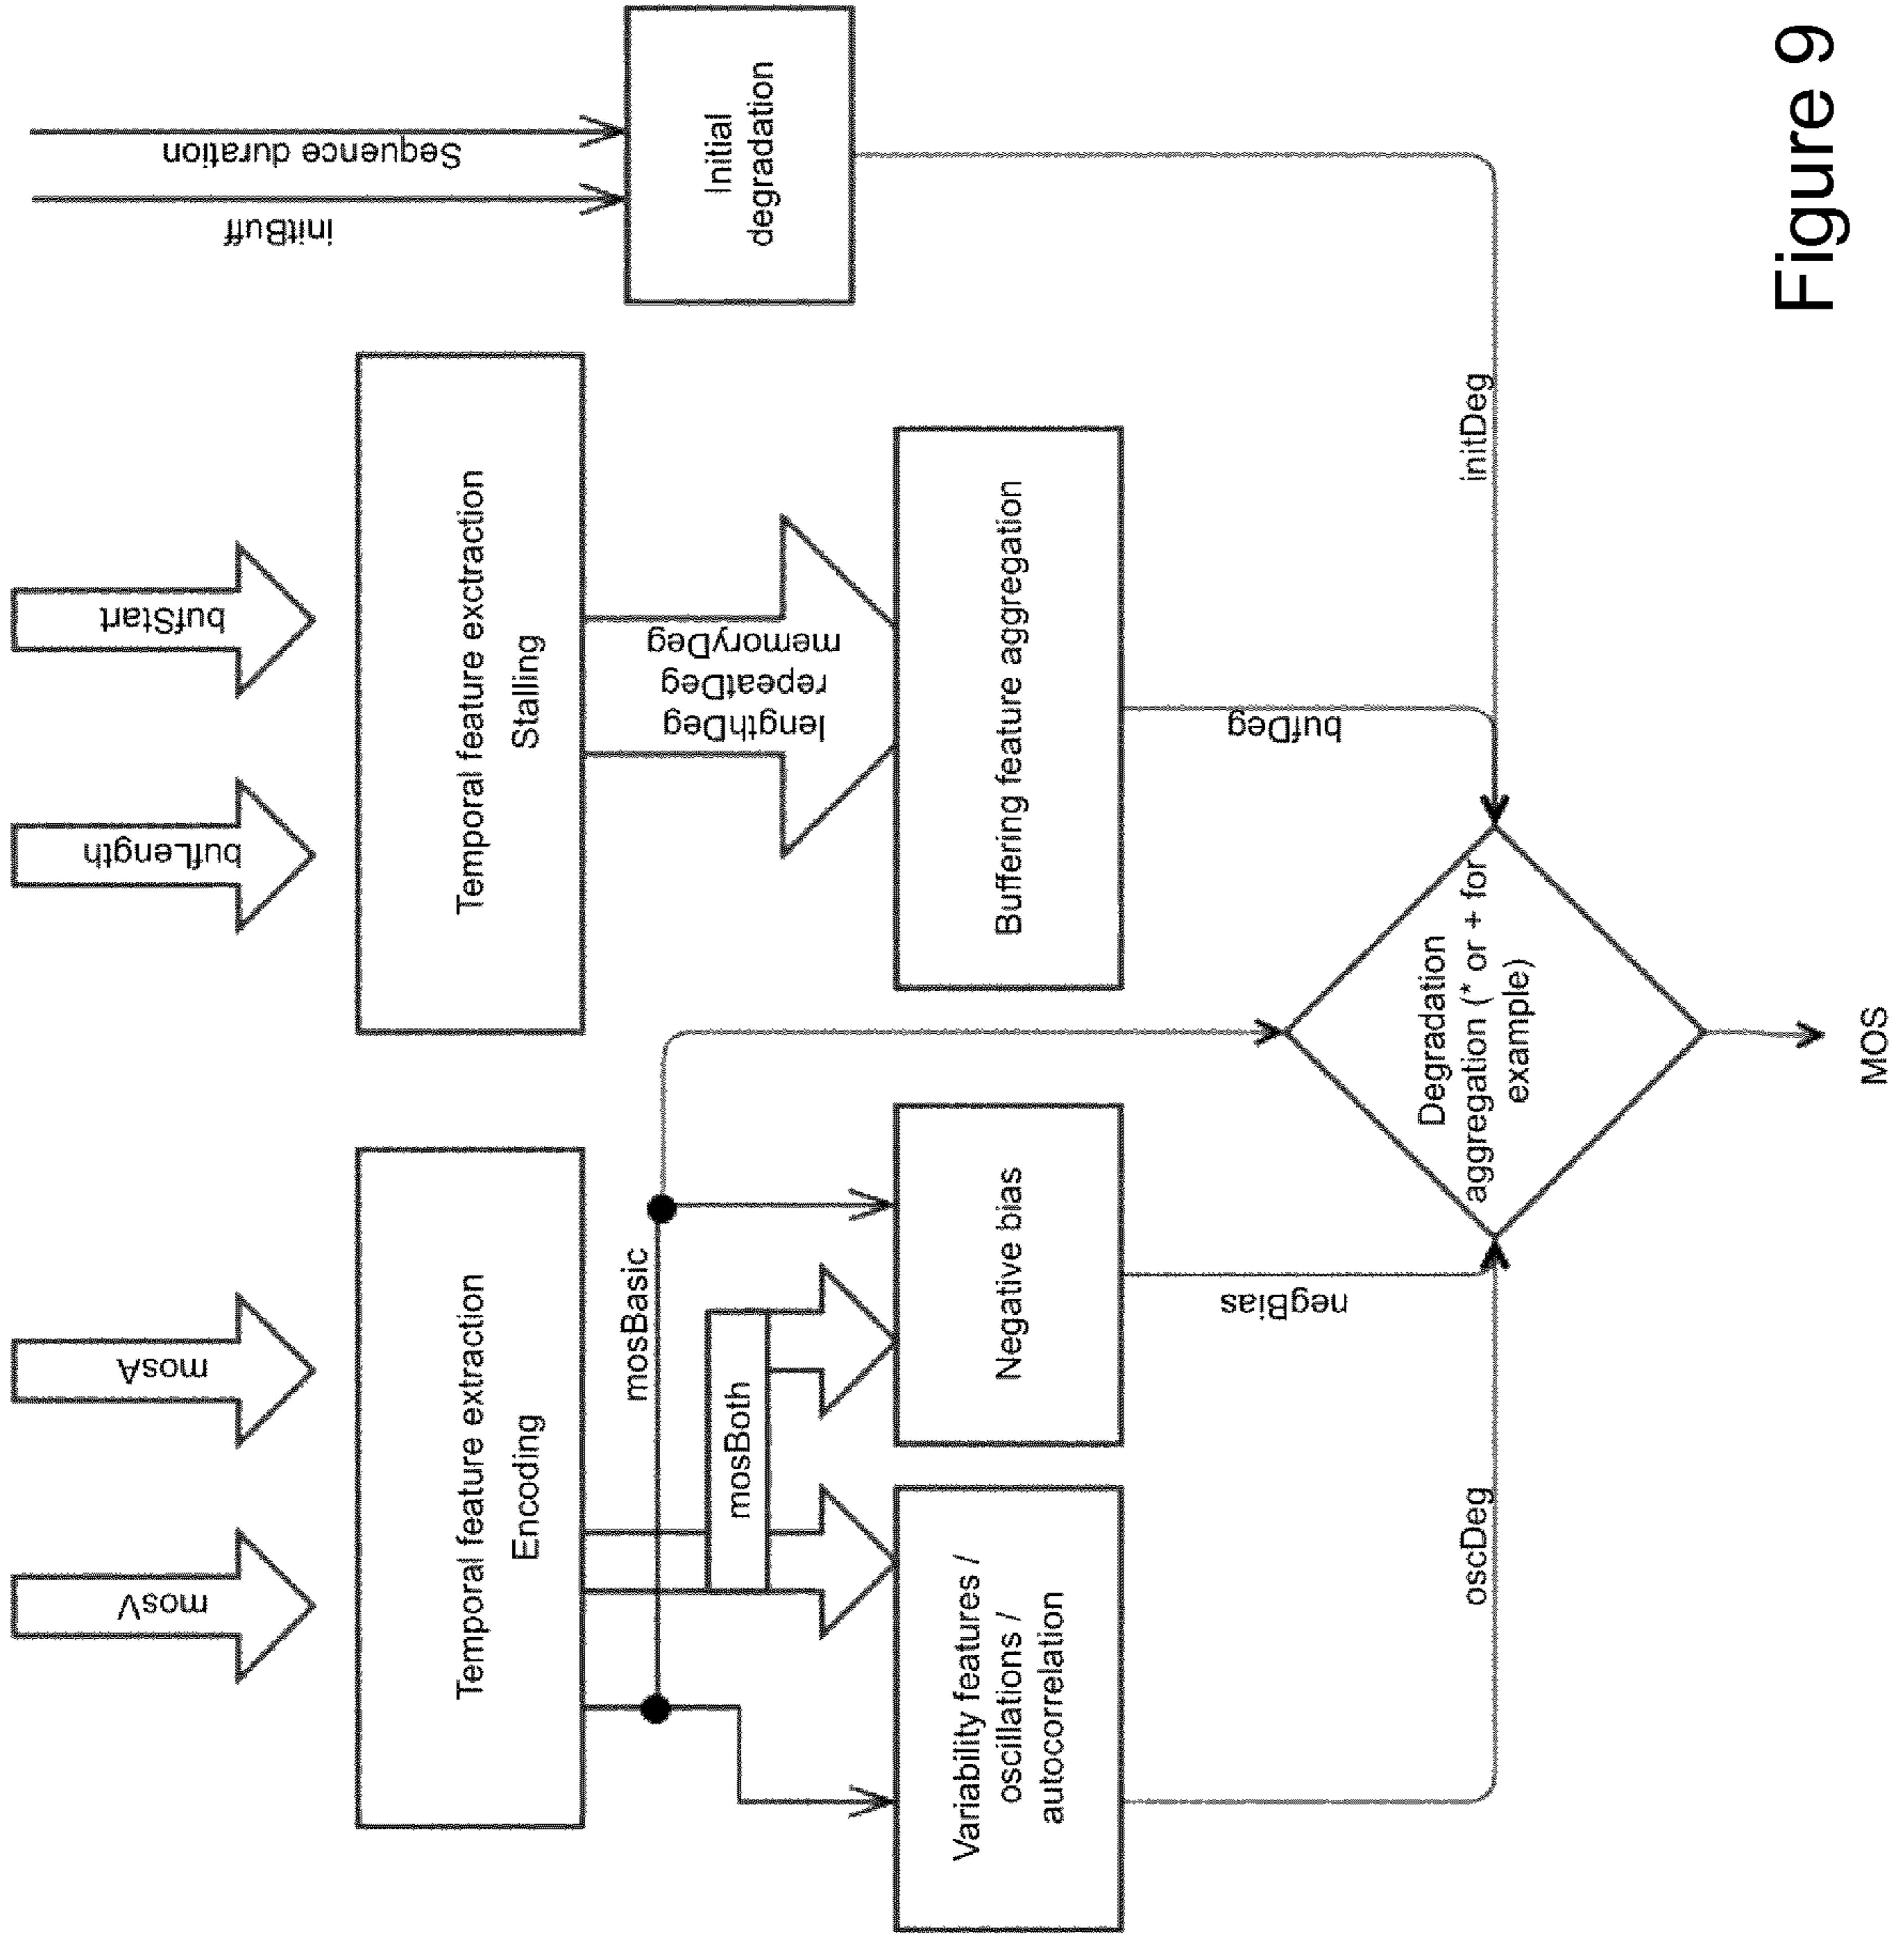 mosV
mosA
bufLength
bufStart
initBuff
Sequence duration
Temporal feature extraction
Encoding
Temporal feature exctraction
Stalling
Initial
degradation
mosBasic
mosBoth
lengthDeg
repeatDeg
memoryDeg
Variability features /
oscillations /
autocorrelation
Negative bias
Buffering feature aggregation
negBias
bufDeg
oscDeg
initDeg
Degradation
aggregation (* or + for
example)
MOS
Figure 9